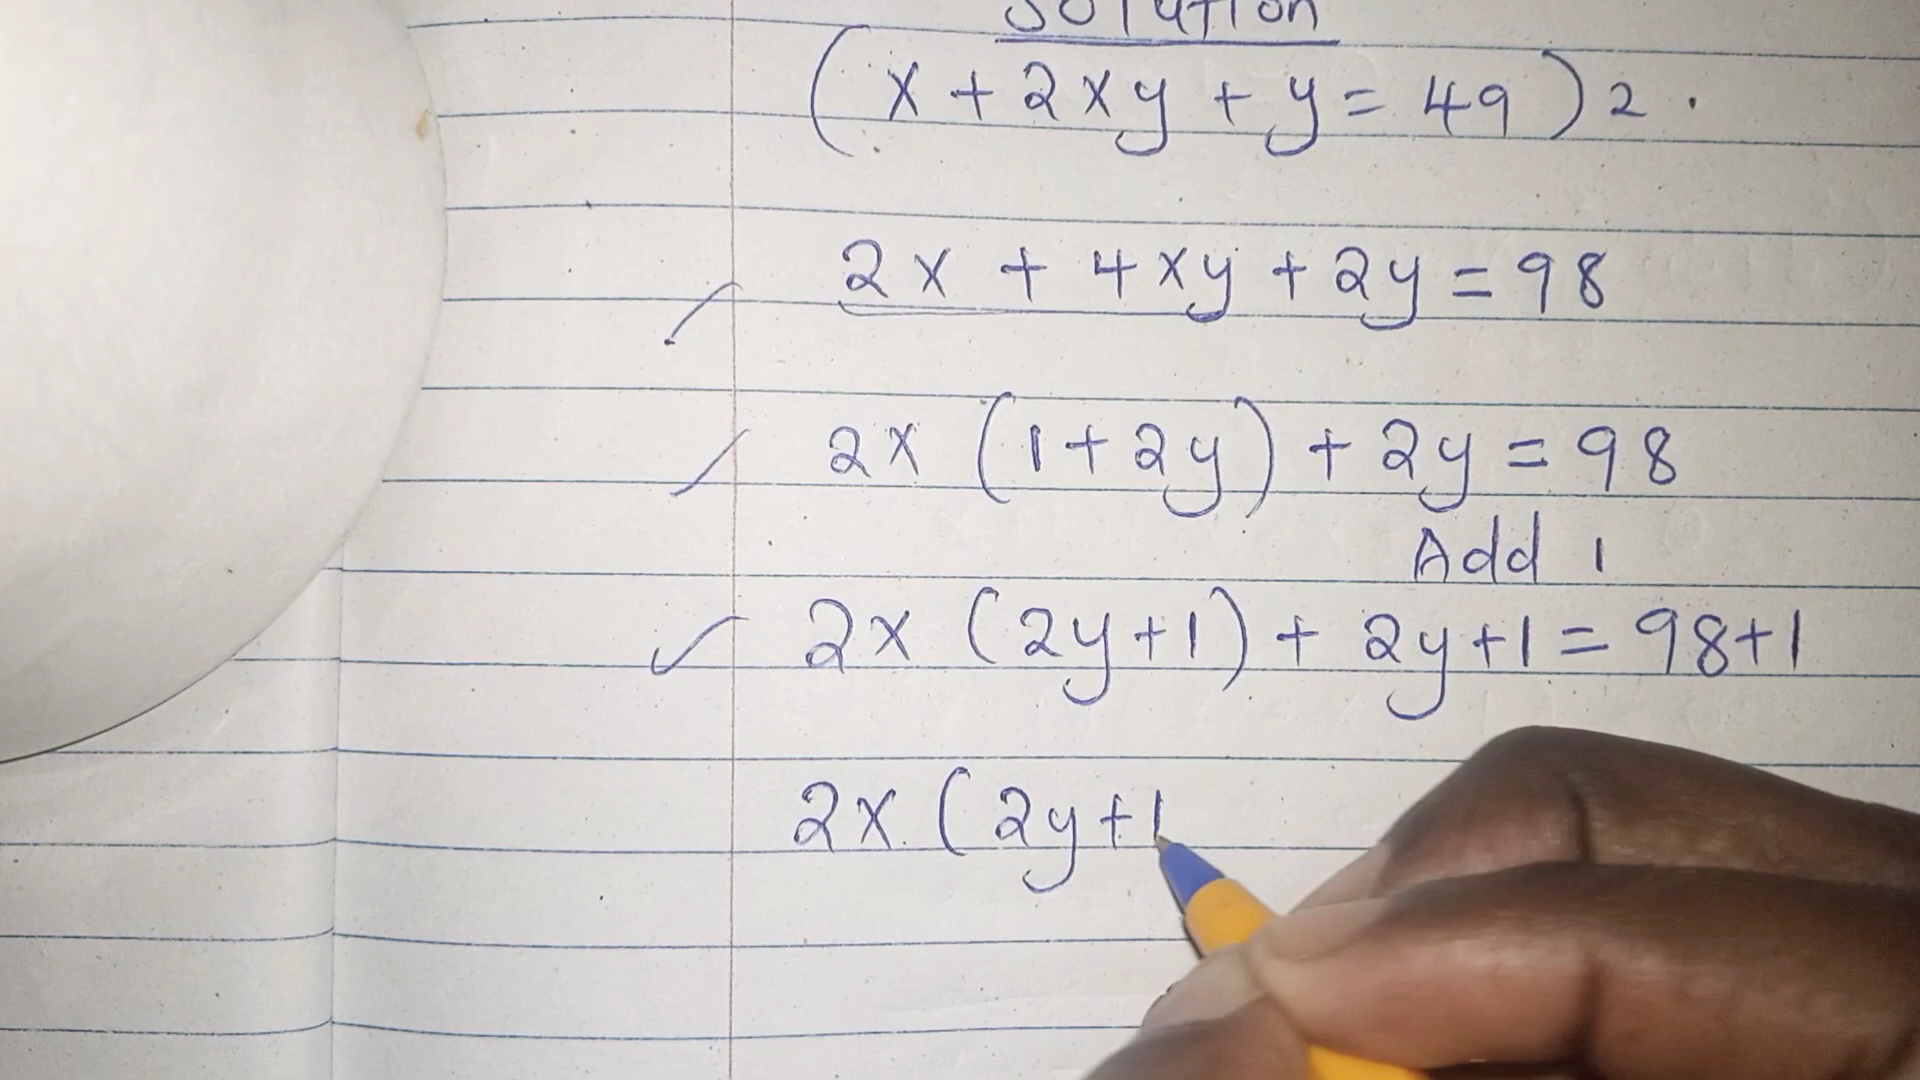 Solution
(x + 2xy + y = 49) 2 .
2x + 4xy + 2y = 98
2x (1 + 2y) + 2y = 98
Add 1
2x (2y + 1) + 2y + 1 = 98 + 1
2x (2y + 1